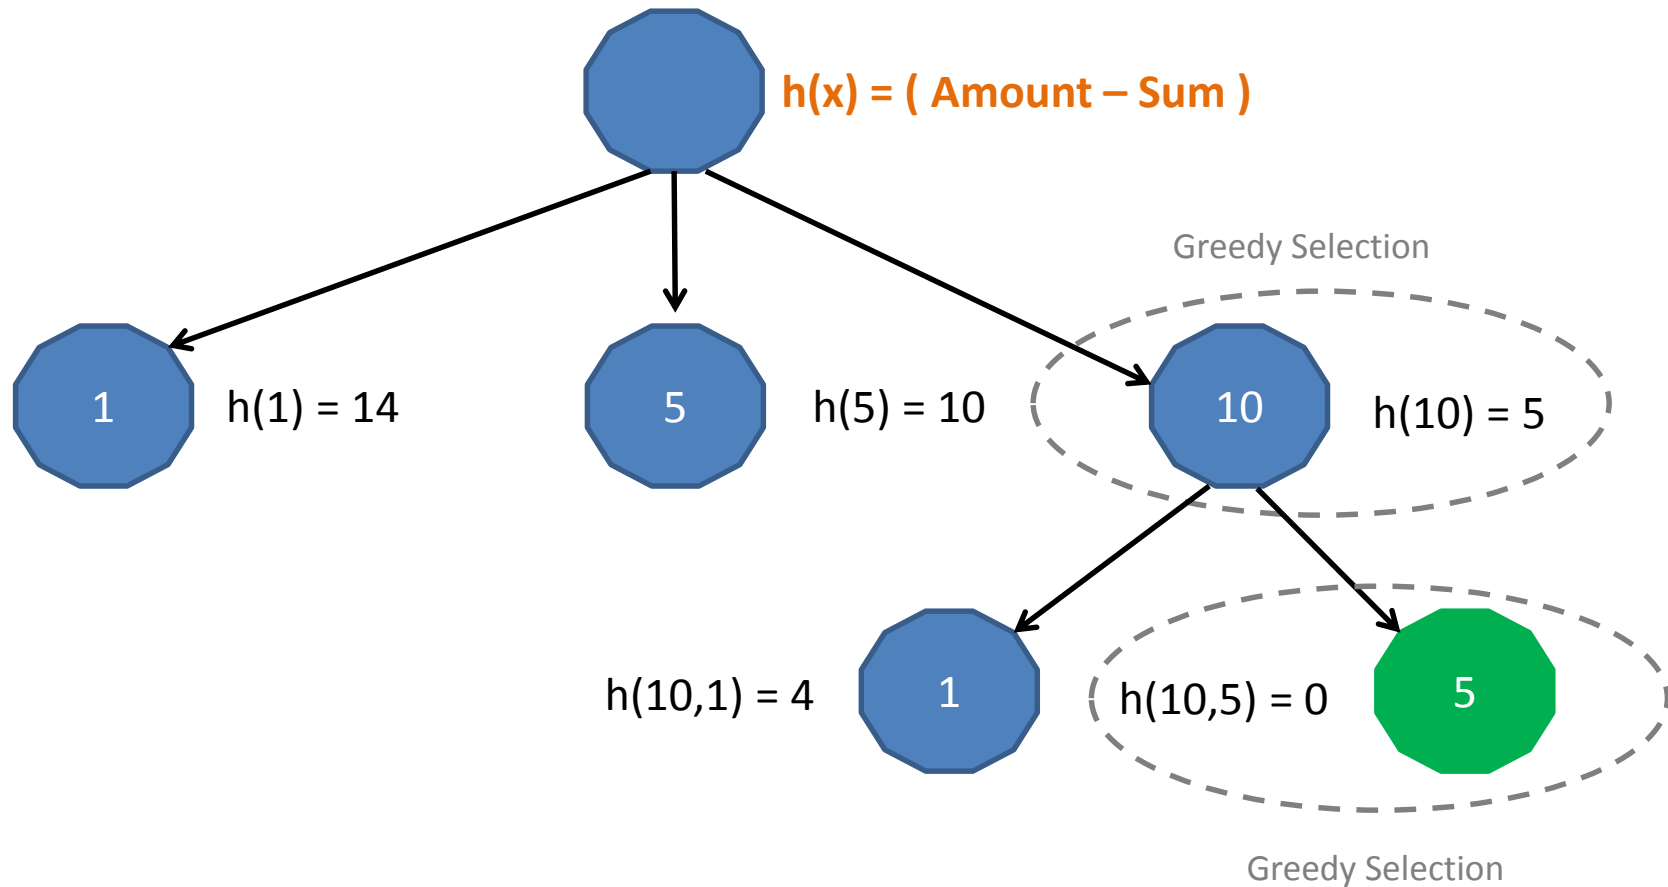 h(x) = ( Amount – Sum )
Greedy Selection
1
h(1) = 14
5
h(5) = 10
10
h(10) = 5
h(10,1) = 4
1
h(10,5) = 0
5
Greedy Selection